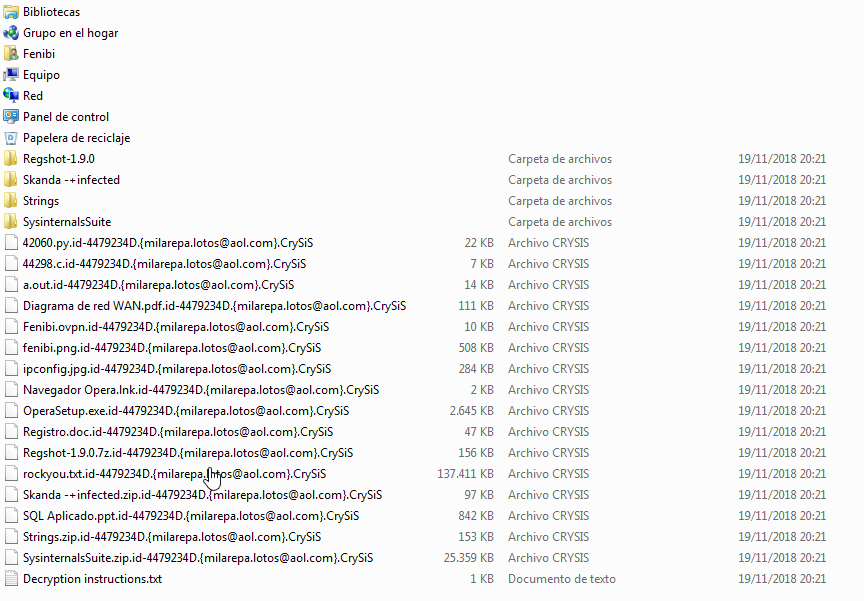 Bibliotecas
Grupo en el hogar
Fenibi
Equipo
Red
Panel de control
Papelera de reciclaje
Regshot-1.9.0 Carpeta de archivos 19/11/2018 20:21
Skanda -+infected Carpeta de archivos 19/11/2018 20:21
Strings Carpeta de archivos 19/11/2018 20:21
SysinternalsSuite Carpeta de archivos 19/11/2018 20:21
42060.py.id-4479234D.{milarepa.lotos@aol.com}.CrySiS 22 KB Archivo CRYSIS 19/11/2018 20:21
44298.c.id-4479234D.{milarepa.lotos@aol.com}.CrySiS 7 KB Archivo CRYSIS 19/11/2018 20:21
a.out.id-4479234D.{milarepa.lotos@aol.com}.CrySiS 14 KB Archivo CRYSIS 19/11/2018 20:21
Diagrama de red WAN.pdf.id-4479234D.{milarepa.lotos@aol.com}.CrySiS 111 KB Archivo CRYSIS 19/11/2018 20:21
Fenibi.ovpn.id-4479234D.{milarepa.lotos@aol.com}.CrySiS 10 KB Archivo CRYSIS 19/11/2018 20:21
fenibi.png.id-4479234D.{milarepa.lotos@aol.com}.CrySiS 508 KB Archivo CRYSIS 19/11/2018 20:21
ipconfig.jpg.id-4479234D.{milarepa.lotos@aol.com}.CrySiS 284 KB Archivo CRYSIS 19/11/2018 20:21
Navegador Opera.lnk.id-4479234D.{milarepa.lotos@aol.com}.CrySiS 2 KB Archivo CRYSIS 19/11/2018 20:21
OperaSetup.exe.id-4479234D.{milarepa.lotos@aol.com}.CrySiS 2.645 KB Archivo CRYSIS 19/11/2018 20:21
Registro.doc.id-4479234D.{milarepa.lotos@aol.com}.CrySiS 47 KB Archivo CRYSIS 19/11/2018 20:21
Regshot-1.9.0.7z.id-4479234D.{milarepa.lotos@aol.com}.CrySiS 156 KB Archivo CRYSIS 19/11/2018 20:21
rockyou.txt.id-4479234D.{milarepa.lotos@aol.com}.CrySiS 137.411 KB Archivo CRYSIS 19/11/2018 20:21
Skanda -+infected.zip.id-4479234D.{milarepa.lotos@aol.com}.CrySiS 97 KB Archivo CRYSIS 19/11/2018 20:21
SQL Aplicado.ppt.id-4479234D.{milarepa.lotos@aol.com}.CrySiS 842 KB Archivo CRYSIS 19/11/2018 20:21
Strings.zip.id-4479234D.{milarepa.lotos@aol.com}.CrySiS 153 KB Archivo CRYSIS 19/11/2018 20:21
SysinternalsSuite.zip.id-4479234D.{milarepa.lotos@aol.com}.CrySiS 25.359 KB Archivo CRYSIS 19/11/2018 20:21
Decryption instructions.txt 1 KB Documento de texto 19/11/2018 20:21